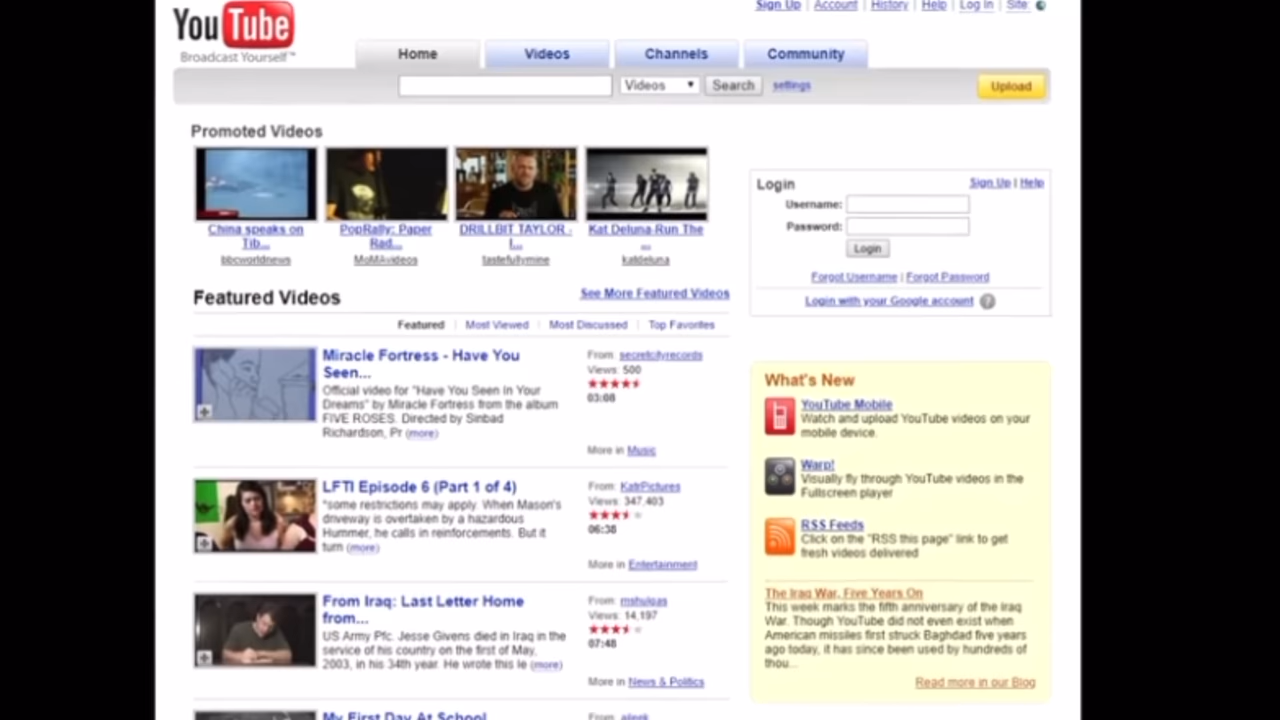 Sign Up | Account | History | Help | Log In | Site:
YouTube
Broadcast Yourself™
Home
Videos
Channels
Community
Videos
Search
settings
Upload
Promoted Videos
China speaks on
Tib...
bbcworldnews
PopRally: Paper
Rad...
MoMAvideos
DRILLBIT TAYLOR -
I...
tastefullymine
Kat Deluna-Run The
...
katdeluna
Login
Sign Up | Help
Username:
Password:
Login
Forgot Username | Forgot Password
Login with your Google account ?
Featured Videos
See More Featured Videos
Featured | Most Viewed | Most Discussed | Top Favorites
Miracle Fortress - Have You
Seen...
Official video for "Have You Seen In Your
Dreams" by Miracle Fortress from the album
FIVE ROSES. Directed by Sinbad
Richardson, Pr (more)
From: secretcityrecords
Views: 500
03:08
More in Music
LFTI Episode 6 (Part 1 of 4)
*some restrictions may apply. When Mason's
driveway is overtaken by a hazardous
Hummer, he calls in reinforcements. But it
turn (more)
From: KatrPictures
Views: 347,403
06:38
More in Entertainment
From Iraq: Last Letter Home
from...
US Army Pfc. Jesse Givens died in Iraq in the
service of his country on the first of May,
2003, in his 34th year. He wrote this le (more)
From: mshulgas
Views: 14,197
07:48
More in News & Politics
My First Day At School
From: aleek
What's New
YouTube Mobile
Watch and upload YouTube videos on your
mobile device.
Warp!
Visually fly through YouTube videos in the
Fullscreen player
RSS Feeds
Click on the "RSS this page" link to get
fresh videos delivered
The Iraq War, Five Years On
This week marks the fifth anniversary of the Iraq
War. Though YouTube did not even exist when
American missiles first struck Baghdad five years
ago today, it has since been used by hundreds of
thou...
Read more in our Blog